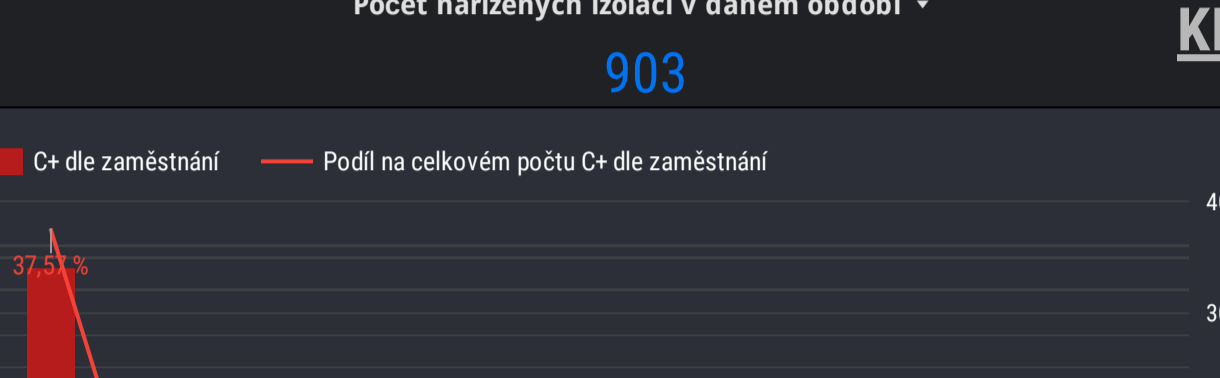 Počet nařízených izolací v daném období
903
C+ dle zaměstnání
Podíl na celkovém počtu C+ dle zaměstnání
37,57 %